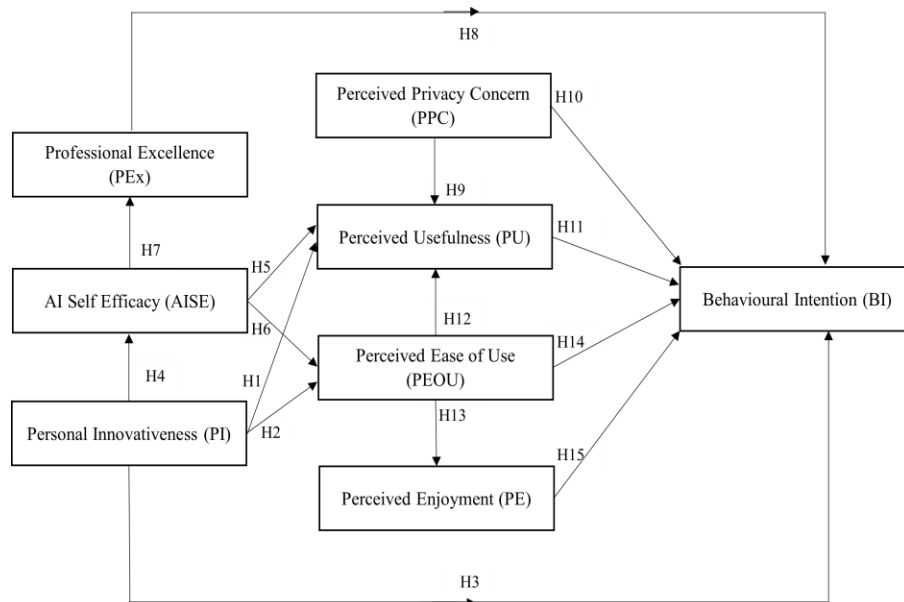 H8
Perceived Privacy Concern
(PPC)
H10
Professional Excellence
(PEx)
H9
Perceived Usefulness (PU)
H11
H7
H5
AI Self Efficacy (AISE)
Behavioural Intention (BI)
H6
H12
H14
Perceived Ease of Use
(PEOU)
H4
H1
H13
Personal Innovativeness (PI)
H2
H15
Perceived Enjoyment (PE)
H3